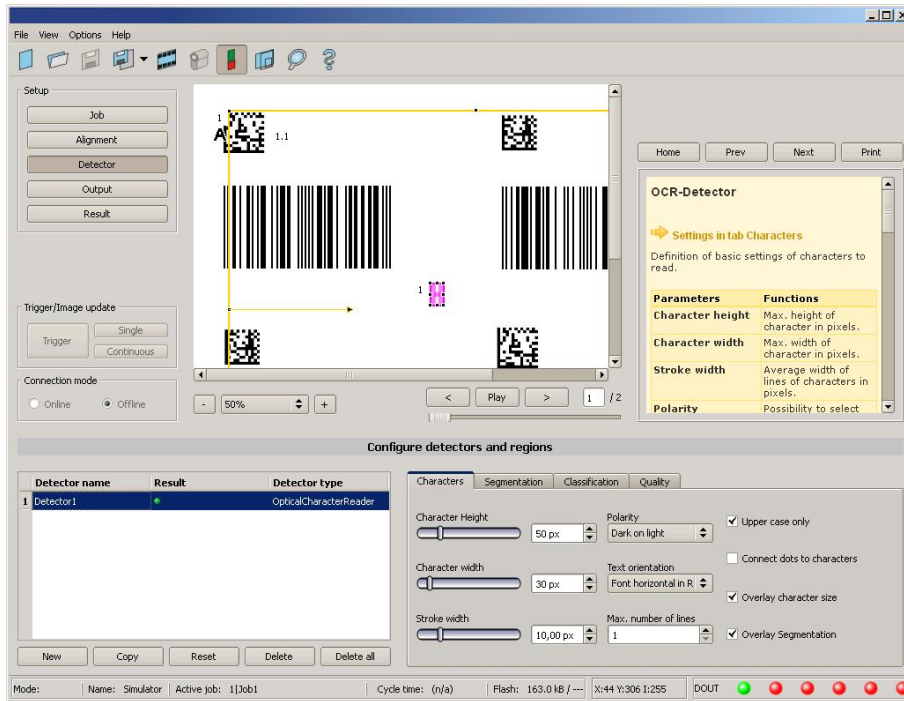 File View Options Help
Setup
Job
Alignment
Detector
Output
Result
1
A
1.1
1
Home Prev Next Print
OCR-Detector
Settings in tab Characters
Definition of basic settings of characters to
read.
Parameters Functions
Character height Max. height of
character in pixels.
Character width Max. width of
character in pixels.
Stroke width Average width of
lines of characters in
pixels.
Polarity Possibility to select
Trigger/Image update
Trigger
Single
Continuous
Connection mode
Online Offline
- 50% +
< Play > 1 / 2
Configure detectors and regions
Detector name Result Detector type
1 Detector1 OpticalCharacterReader
New Copy Reset Delete Delete all
Characters Segmentation Classification Quality
Character Height
50 px
Polarity
Dark on light
Upper case only
Connect dots to characters
Character width
30 px
Text orientation
Font horizontal in R
Overlay character size
Stroke width
10,00 px
Max. number of lines
1
Overlay Segmentation
Mode: Name: Simulator Active job: 1|Job1 Cycle time: (n/a) Flash: 163.0 kB / --- X:44 Y:306 I:255 DOUT